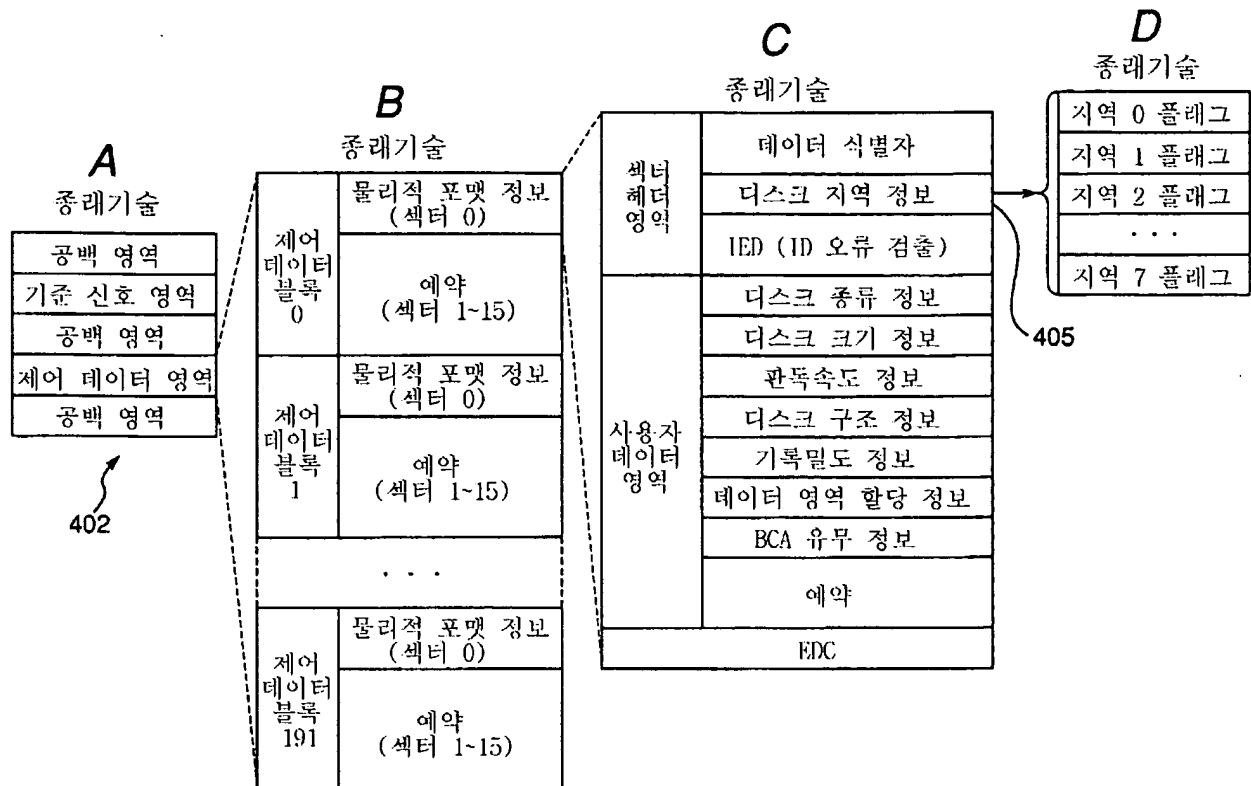 A
종래기술
공백 영역
기준 신호 영역
공백 영역
제어 데이터 영역
공백 영역
402
B
종래기술
제어
데이터
블록
0
물리적 포맷 정보
(섹터 0)
예약
(섹터 1~15)
제어
데이터
블록
1
물리적 포맷 정보
(섹터 0)
예약
(섹터 1~15)
. . .
제어
데이터
블록
191
물리적 포맷 정보
(섹터 0)
예약
(섹터 1~15)
C
종래기술
섹터
헤더
영역
데이터 식별자
디스크 지역 정보
IED (ID 오류 검출)
사용자
데이터
영역
디스크 종류 정보
디스크 크기 정보
판독속도 정보
디스크 구조 정보
기록밀도 정보
데이터 영역 할당 정보
BCA 유무 정보
예약
EDC
D
종래기술
지역 0 플래그
지역 1 플래그
지역 2 플래그
. . .
지역 7 플래그
405